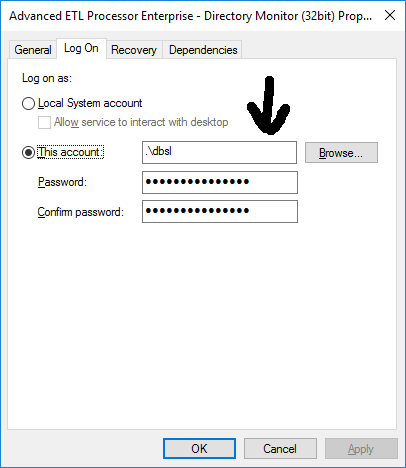 Advanced ETL Processor Enterprise - Directory Monitor (32bit) Prop...
General Log On Recovery Dependencies
Log on as:
Local System account
Allow service to interact with desktop
This account: .\dbsl Browse...
Password: •••••••••••••••
Confirm password: •••••••••••••••
OK Cancel Apply